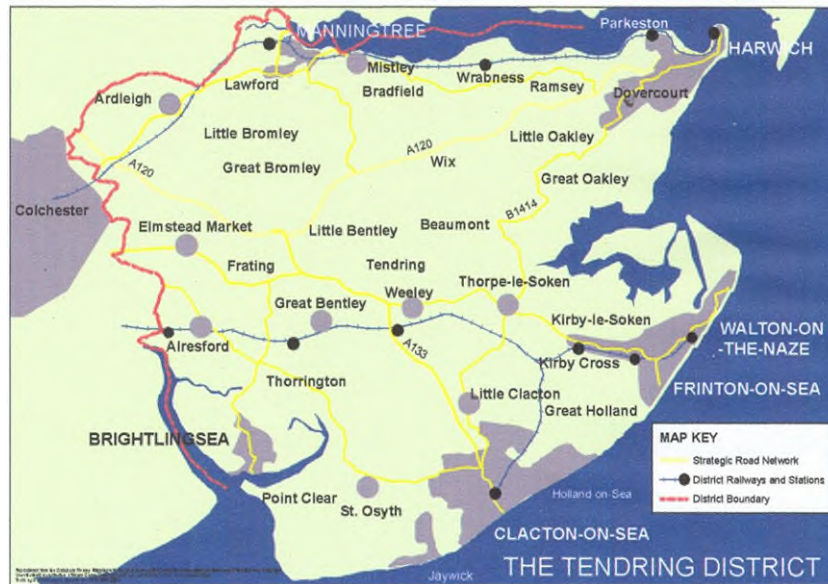 MANNINGTREE
Parkeston
HARWICH
Mistley
Wrabness
Lawford
Bradfield
Ramsey
Ardleigh
Dovercourt
Little Bromley
Little Oakley
A120
Great Bromley
Wix
A120
Great Oakley
Colchester
B1414
Elmstead Market
Beaumont
Little Bentley
Frating
Tendring
Thorpe-le-Soken
Weeley
Great Bentley
Kirby-le-Soken
WALTON-ON
-THE-NAZE
Alresford
A133
Kirby Cross
Thorrington
FRINTON-ON-SEA
Little Clacton
Great Holland
BRIGHTLINGSEA
MAP KEY
Strategic Road Network
District Railways and Stations
District Boundary
Point Clear
Holland on Sea
St. Osyth
CLACTON-ON-SEA
THE TENDRING DISTRICT
Jaywick